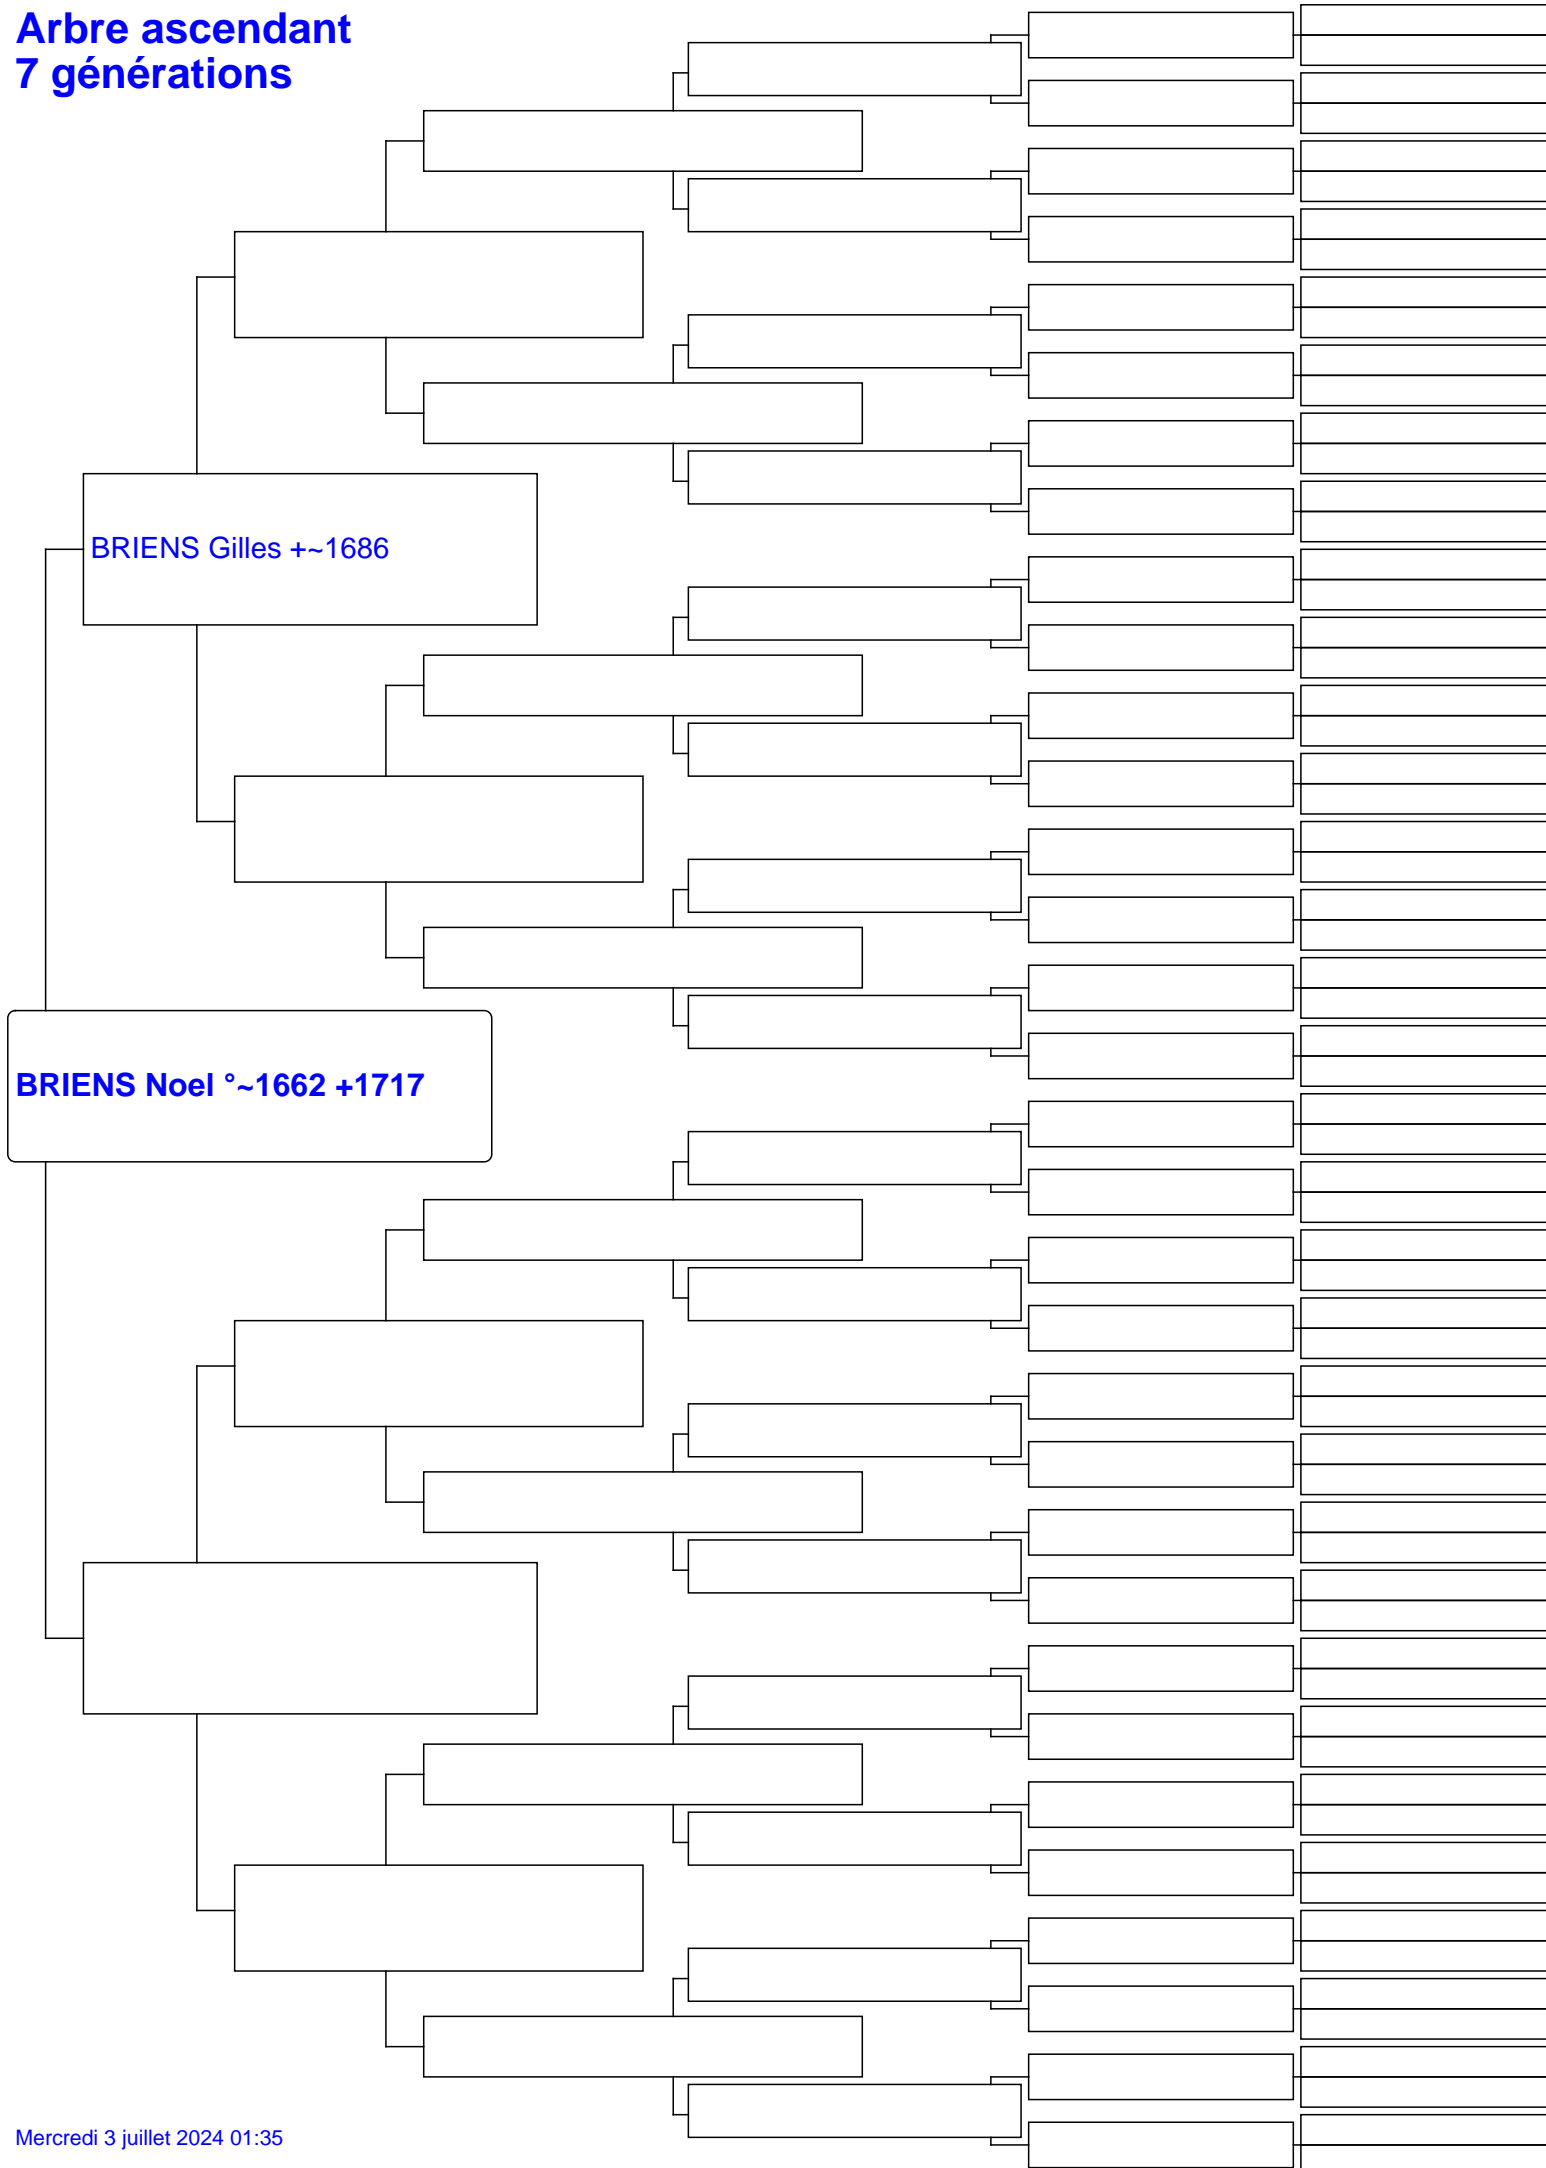 Arbre ascendant
7 générations
BRIENS Gilles +~1686
BRIENS Noel °~1662 +1717
Mercredi 3 juillet 2024 01:35